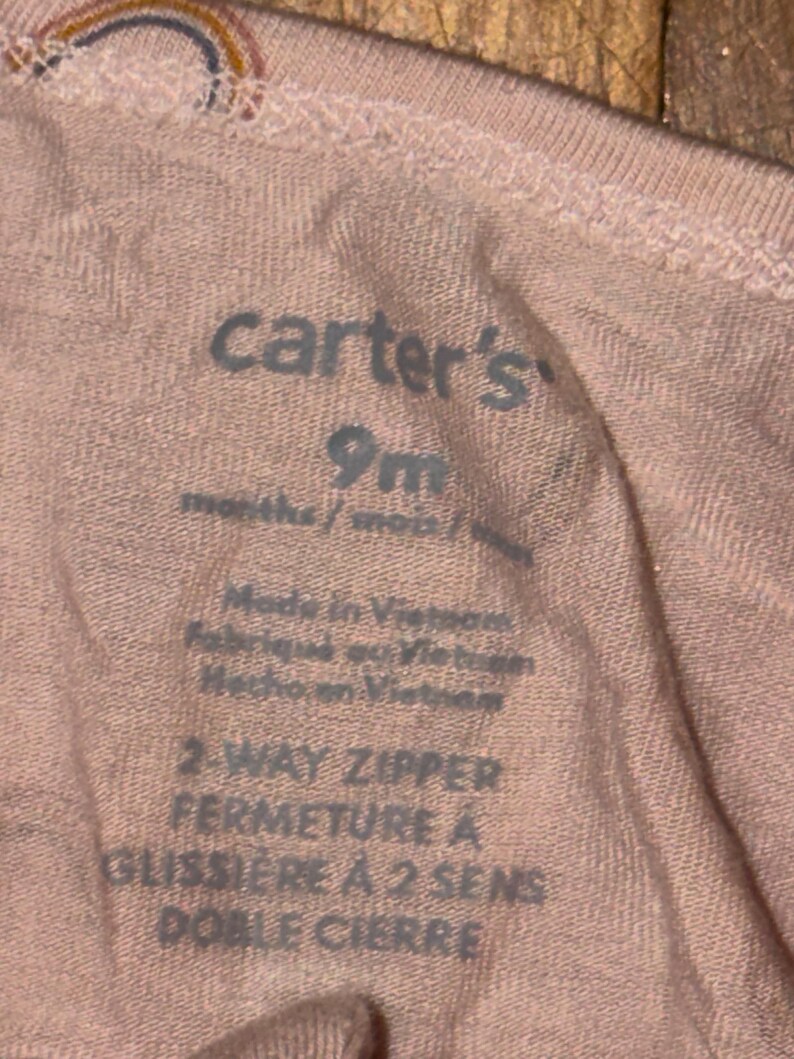 carter's
9m
months / mois /
Made in Vietnam
Fabriqué au Vietnam
Hecho en Vietnam
2-WAY ZIPPER
FERMETURE À
GLISSIÈRE À 2 SENS
DOBLE CIERRE